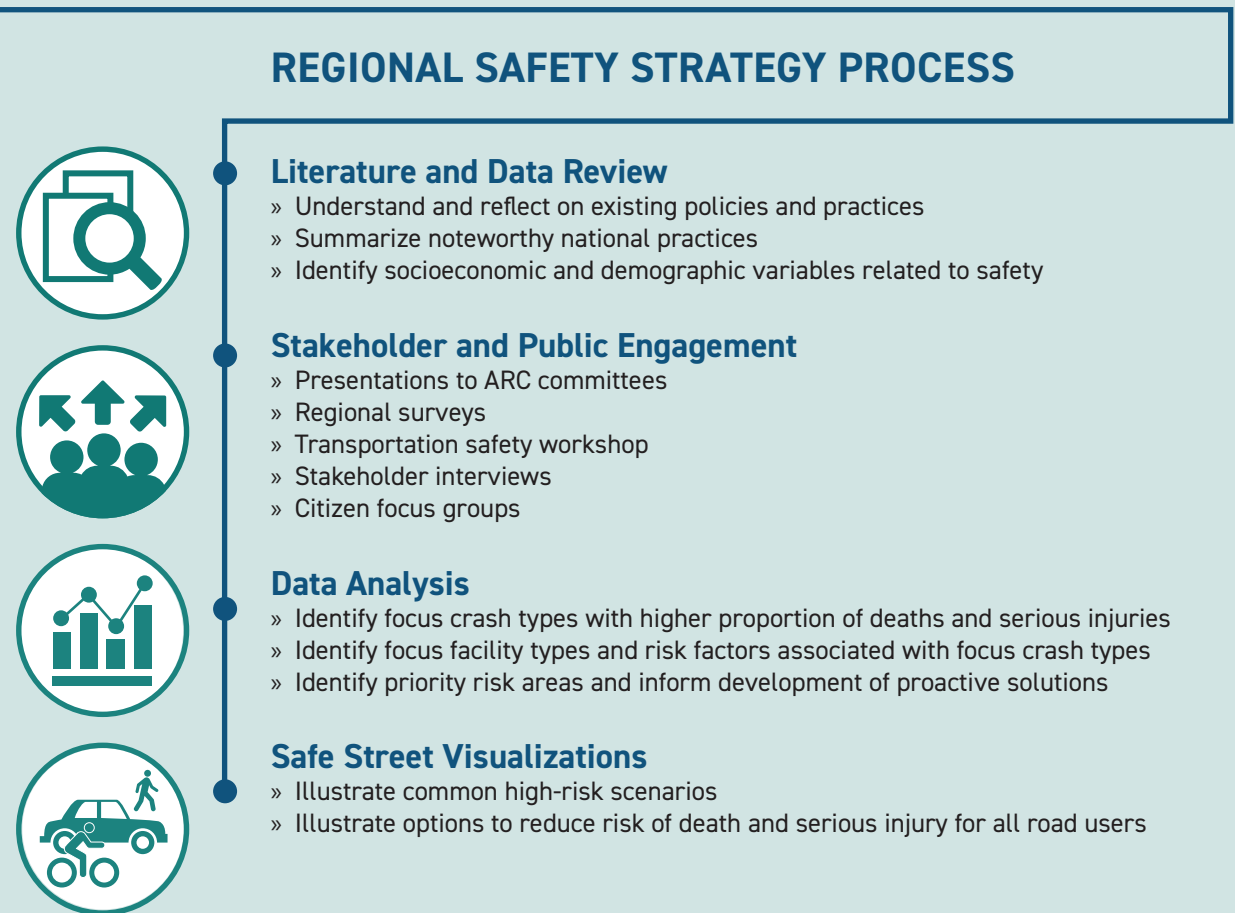 REGIONAL SAFETY STRATEGY PROCESS
Literature and Data Review
» Understand and reflect on existing policies and practices
» Summarize noteworthy national practices
» Identify socioeconomic and demographic variables related to safety
Stakeholder and Public Engagement
» Presentations to ARC committees
» Regional surveys
» Transportation safety workshop
» Stakeholder interviews
» Citizen focus groups
Data Analysis
» Identify focus crash types with higher proportion of deaths and serious injuries
» Identify focus facility types and risk factors associated with focus crash types
» Identify priority risk areas and inform development of proactive solutions
Safe Street Visualizations
» Illustrate common high-risk scenarios
» Illustrate options to reduce risk of death and serious injury for all road users